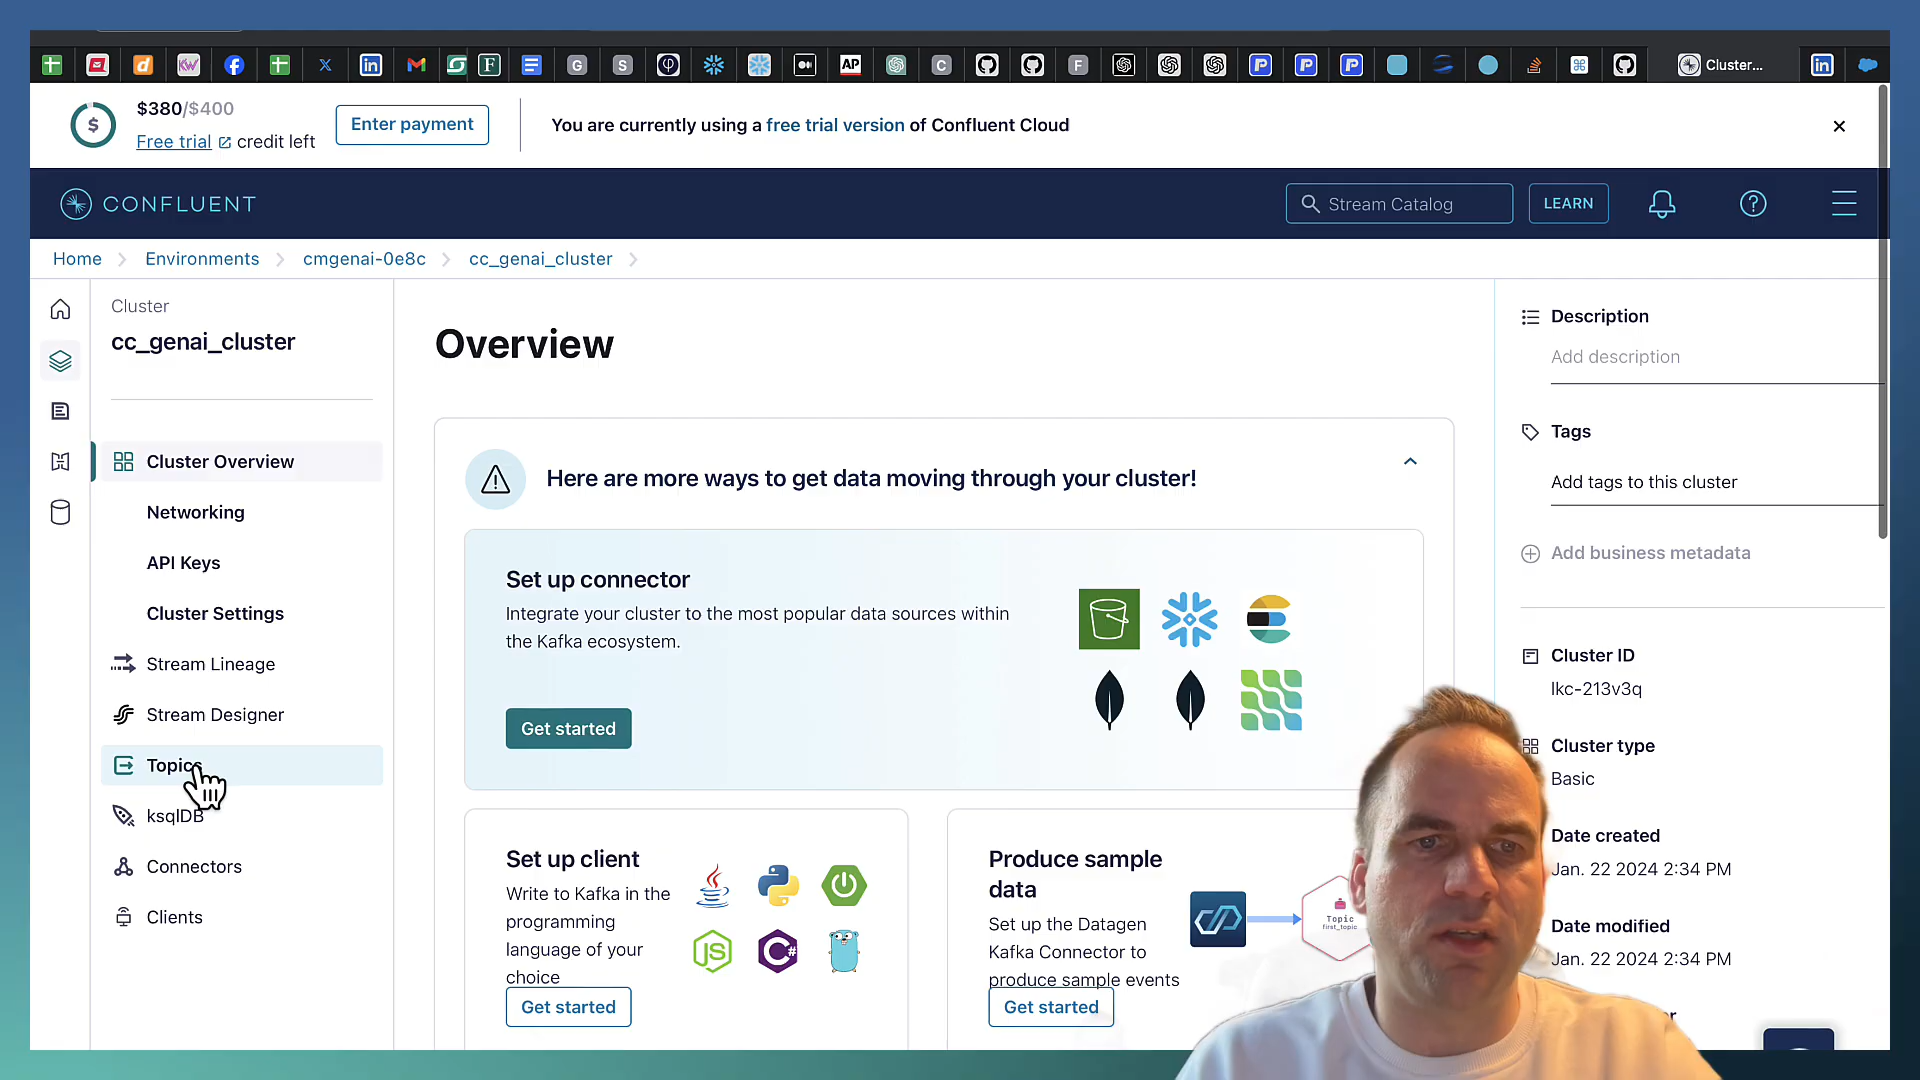 Cluster...
$380/$400
Free trial credit left
Enter payment
You are currently using a free trial version of Confluent Cloud
CONFLUENT
Stream Catalog
LEARN
Home
Environments
cmgenai-0e8c
cc_genai_cluster
Cluster
cc_genai_cluster
Cluster Overview
Networking
API Keys
Cluster Settings
Stream Lineage
Stream Designer
Topics
ksqlDB
Connectors
Clients
Overview
Here are more ways to get data moving through your cluster!
Set up connector
Integrate your cluster to the most popular data sources within
the Kafka ecosystem.
Get started
Set up client
Write to Kafka in the
programming
language of your
choice
Get started
Produce sample
data
Set up the Datagen
Kafka Connector to
produce sample events
Get started
Topic
first_topic
Description
Add description
Tags
Add tags to this cluster
Add business metadata
Cluster ID
lkc-213v3q
Cluster type
Basic
Date created
Jan. 22 2024 2:34 PM
Date modified
Jan. 22 2024 2:34 PM